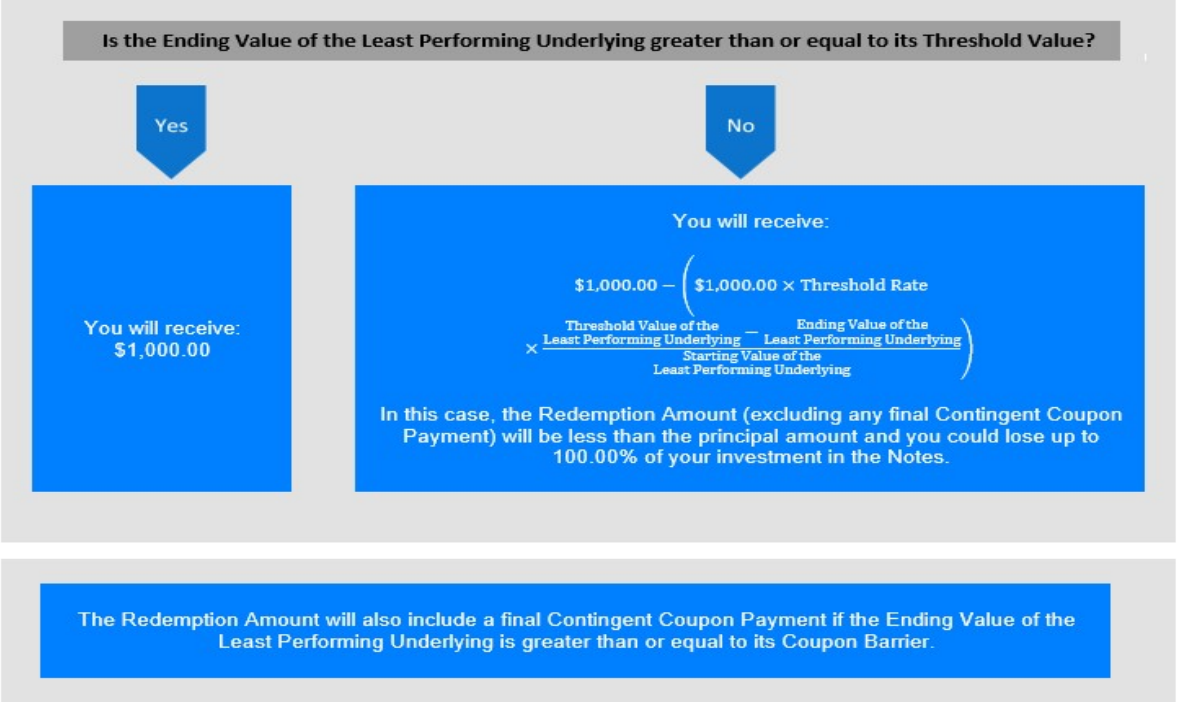 Is the Ending Value of the Least Performing Underlying greater than or equal to its Threshold Value?
Yes
No
You will receive:
$1,000.00
You will receive:
$1,000.00 − ($1,000.00 × Threshold Rate
Threshold Value of the Ending Value of the
× Least Performing Underlying − Least Performing Underlying)
Starting Value of the
Least Performing Underlying
In this case, the Redemption Amount (excluding any final Contingent Coupon
Payment) will be less than the principal amount and you could lose up to
100.00% of your investment in the Notes.
The Redemption Amount will also include a final Contingent Coupon Payment if the Ending Value of the
Least Performing Underlying is greater than or equal to its Coupon Barrier.